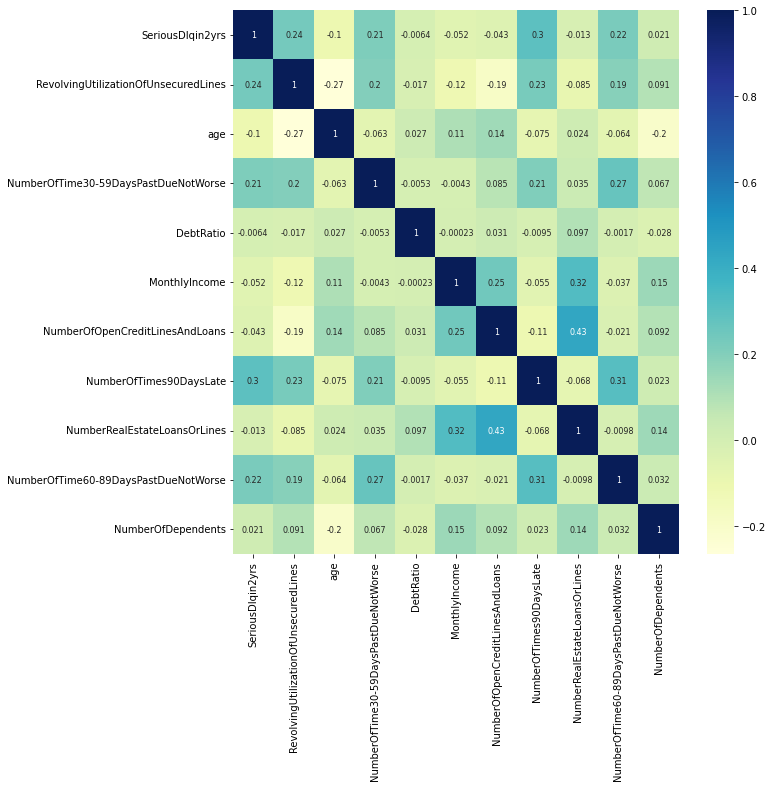 SeriousDlqin2yrs 1 0.24 -0.1 0.21 -0.0064 -0.052 -0.043 0.3 -0.013 0.22 0.021
RevolvingUtilizationOfUnsecuredLines 0.24 1 -0.27 0.2 -0.017 -0.12 -0.19 0.23 -0.085 0.19 0.091
age -0.1 -0.27 1 -0.063 0.027 0.11 0.14 -0.075 0.024 -0.064 -0.2
NumberOfTime30-59DaysPastDueNotWorse 0.21 0.2 -0.063 1 -0.0053 -0.0043 0.085 0.21 0.035 0.27 0.067
DebtRatio -0.0064 -0.017 0.027 -0.0053 1 -0.00023 0.031 -0.0095 0.097 -0.0017 -0.028
MonthlyIncome -0.052 -0.12 0.11 -0.0043 -0.00023 1 0.25 -0.055 0.32 -0.037 0.15
NumberOfOpenCreditLinesAndLoans -0.043 -0.19 0.14 0.085 0.031 0.25 1 -0.11 0.43 -0.021 0.092
NumberOfTimes90DaysLate 0.3 0.23 -0.075 0.21 -0.0095 -0.055 -0.11 1 -0.068 0.31 0.023
NumberRealEstateLoansOrLines -0.013 -0.085 0.024 0.035 0.097 0.32 0.43 -0.068 1 -0.0098 0.14
NumberOfTime60-89DaysPastDueNotWorse 0.22 0.19 -0.064 0.27 -0.0017 -0.037 -0.021 0.31 -0.0098 1 0.032
NumberOfDependents 0.021 0.091 -0.2 0.067 -0.028 0.15 0.092 0.023 0.14 0.032 1
SeriousDlqin2yrs
RevolvingUtilizationOfUnsecuredLines
age
NumberOfTime30-59DaysPastDueNotWorse
DebtRatio
MonthlyIncome
NumberOfOpenCreditLinesAndLoans
NumberOfTimes90DaysLate
NumberRealEstateLoansOrLines
NumberOfTime60-89DaysPastDueNotWorse
NumberOfDependents
1.0
0.8
0.6
0.4
0.2
0.0
−0.2